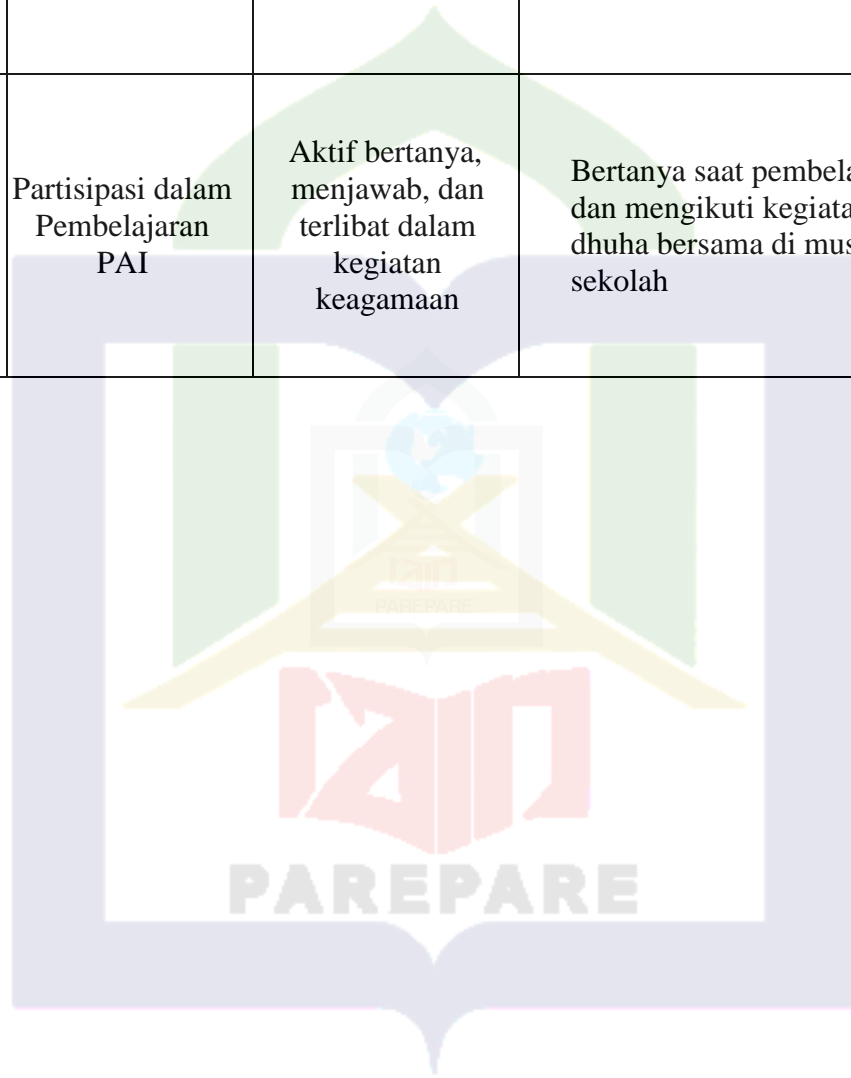 Partisipasi dalam
Pembelajaran
PAI
Aktif bertanya,
menjawab, dan
terlibat dalam
kegiatan
keagamaan
Bertanya saat pembela
dan mengikuti kegiata
dhuha bersama di mus
sekolah
PAREPARE
PAREPARE